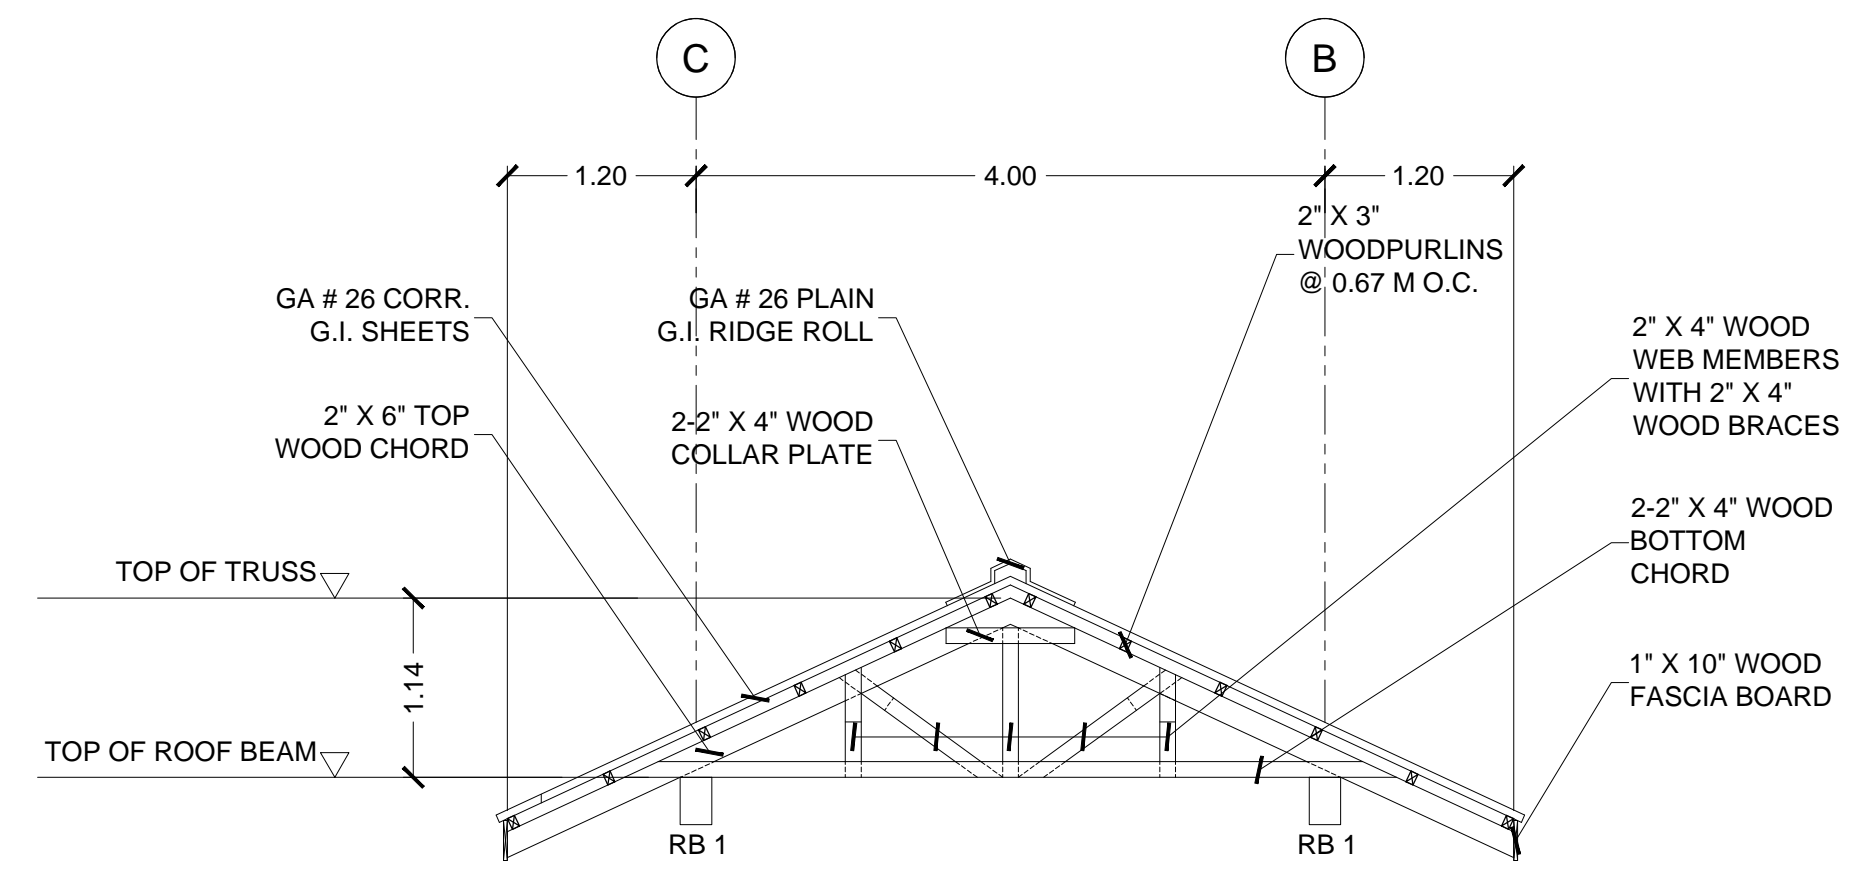 C
B
1.20
4.00
1.20
2" X 3"
WOODPURLINS
@ 0.67 M O.C.
GA # 26 CORR.
G.I. SHEETS
GA # 26 PLAIN
G.I. RIDGE ROLL
2" X 4" WOOD
WEB MEMBERS
WITH 2" X 4"
WOOD BRACES
2" X 6" TOP
WOOD CHORD
2-2" X 4" WOOD
COLLAR PLATE
2-2" X 4" WOOD
BOTTOM
CHORD
TOP OF TRUSS
1.14
1" X 10" WOOD
FASCIA BOARD
TOP OF ROOF BEAM
RB 1
RB 1